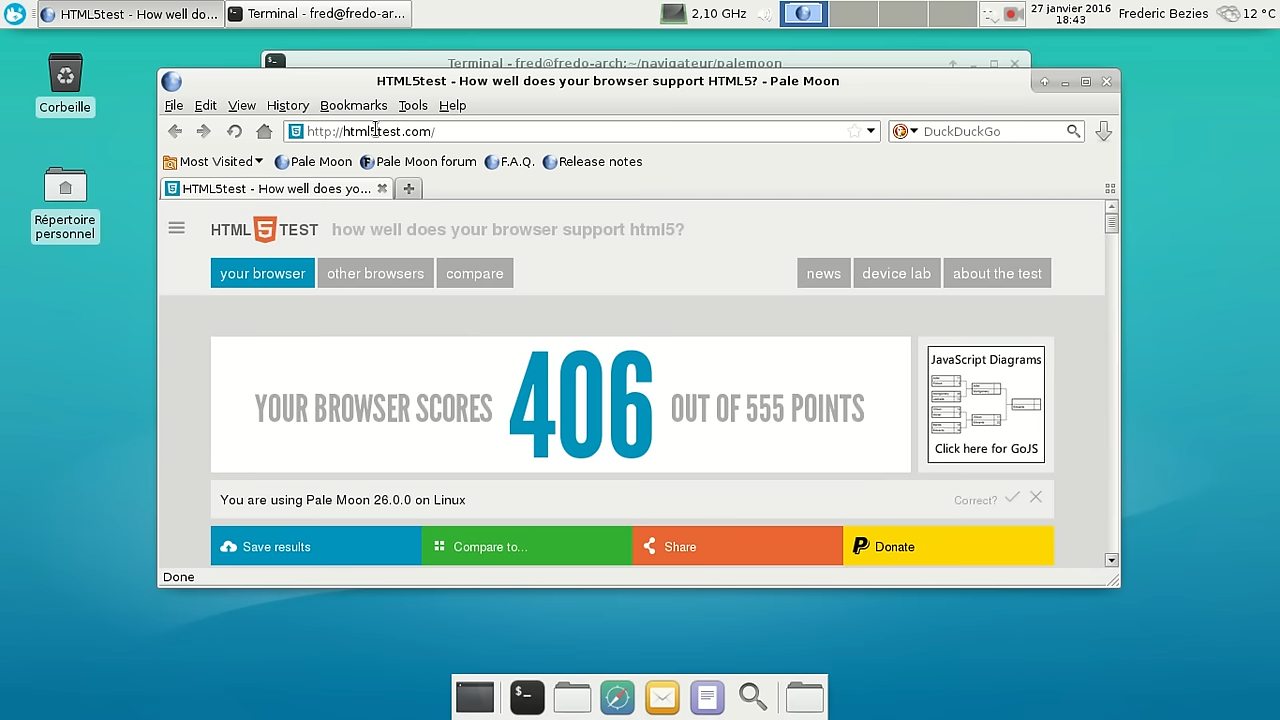 HTML5test - How well do...
Terminal - fred@fredo-ar...
2,10 GHz
27 janvier 2016
18:43
Frederic Bezies
12 °C
Corbeille
Répertoire
personnel
Terminal - fred@fredo-arch:~/navigateur/palemoon
HTML5test - How well does your browser support HTML5? - Pale Moon
File Edit View History Bookmarks Tools Help
http://html5test.com/
DuckDuckGo
Most Visited Pale Moon Pale Moon forum F.A.Q. Release notes
HTML5test - How well does yo...
HTML 5 TEST how well does your browser support html5?
your browser other browsers compare news device lab about the test
YOUR BROWSER SCORES 406 OUT OF 555 POINTS
JavaScript Diagrams
Click here for GoJS
You are using Pale Moon 26.0.0 on Linux
Correct?
Save results Compare to... Share Donate
Done